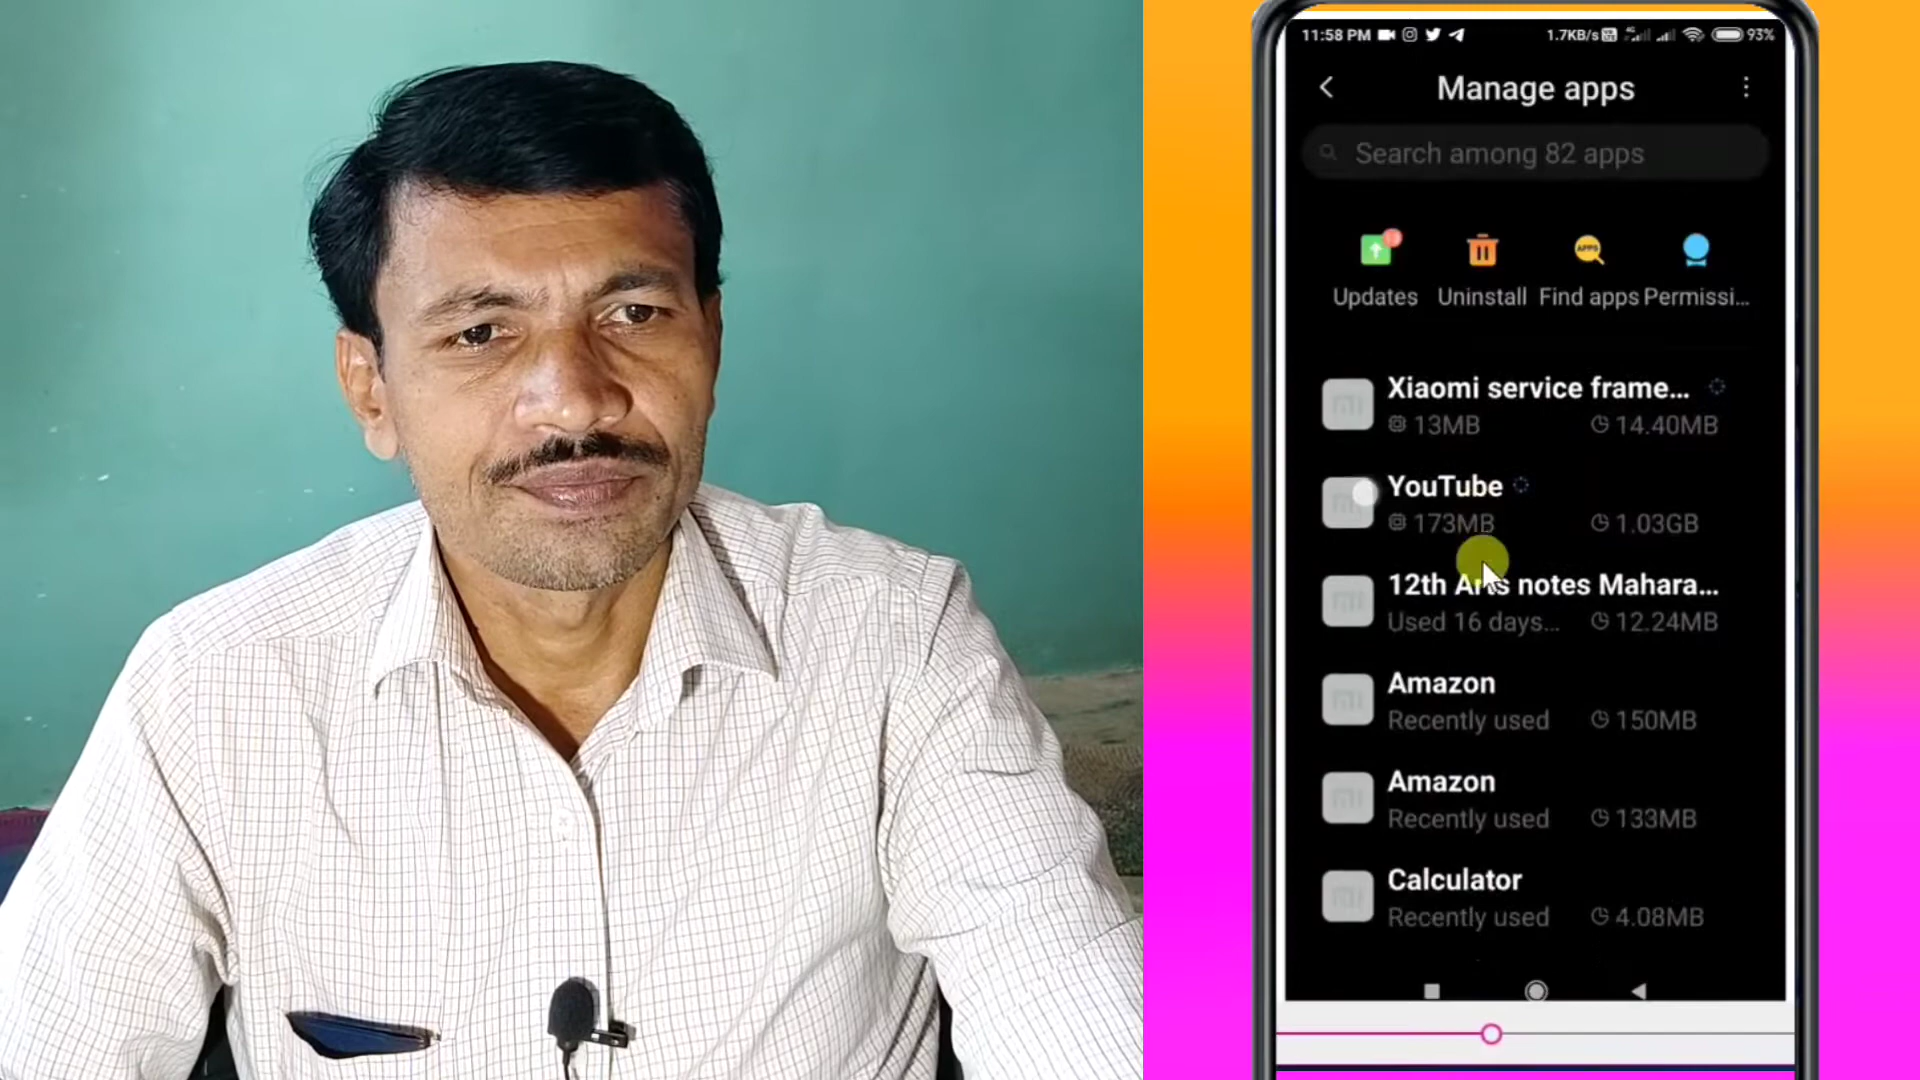 11:58 PM 1.7KB/s 93%
Manage apps
Search among 82 apps
Updates Uninstall Find apps Permissi...
Xiaomi service frame...
13MB 14.40MB
YouTube
173MB 1.03GB
12th Arts notes Mahara...
Used 16 days... 12.24MB
Amazon
Recently used 150MB
Amazon
Recently used 133MB
Calculator
Recently used 4.08MB